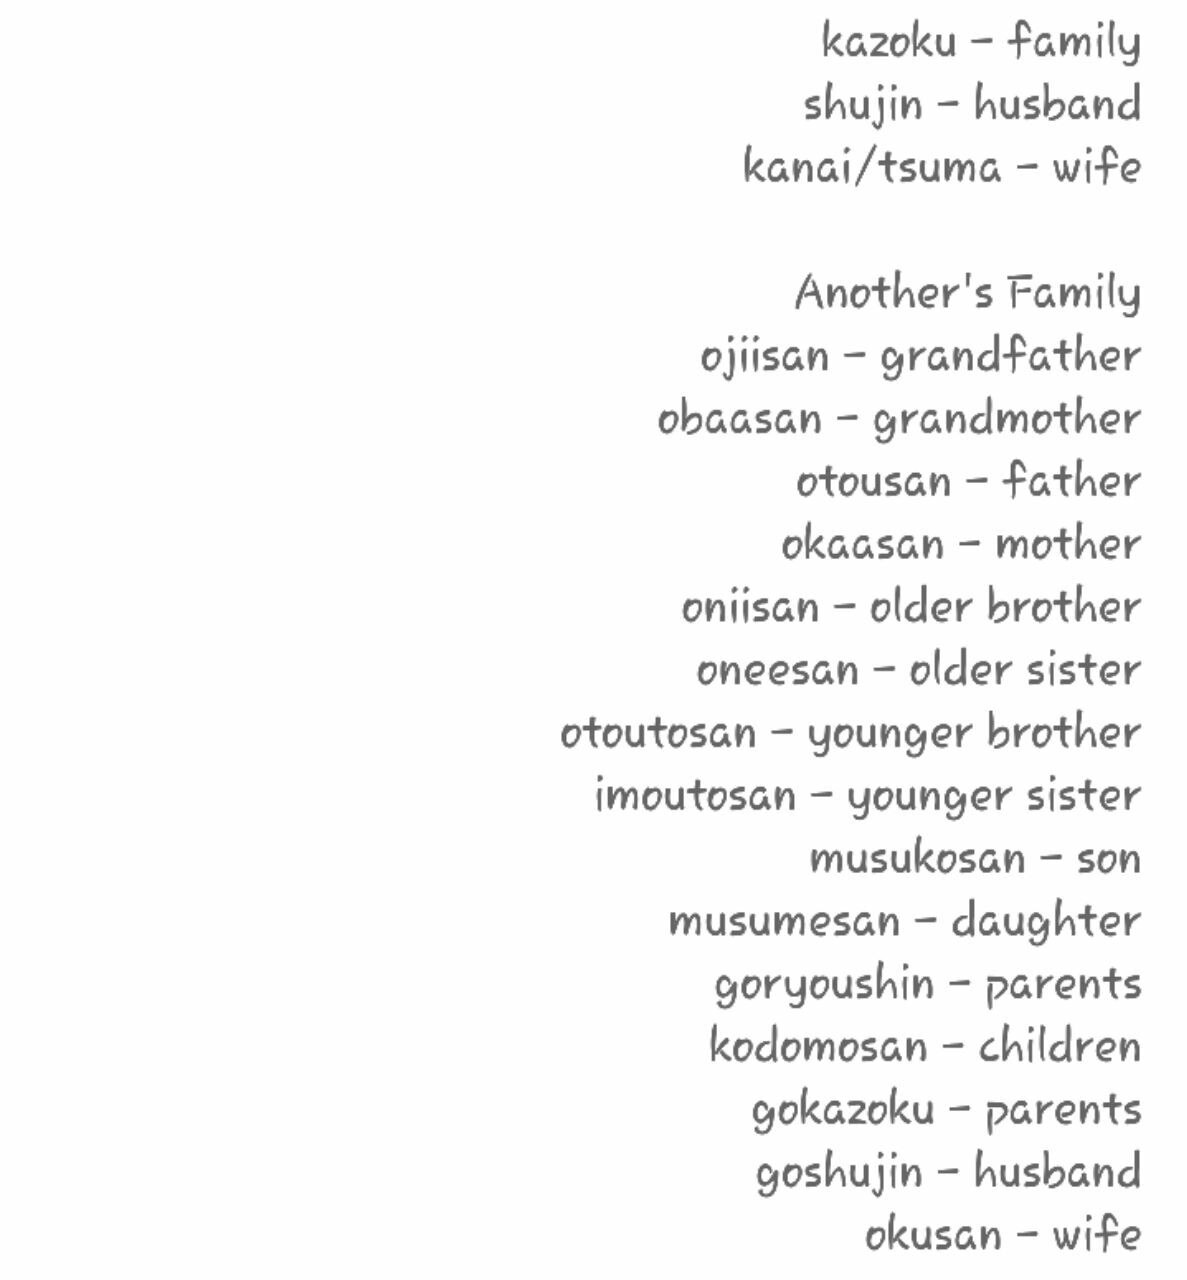 kazoku - family
shujin - husband
kanai/tsuma - wife
Another's Family
ojiisan - grandfather
obaasan - grandmother
otousan - father
okaasan - mother
oniisan - older brother
oneesan - older sister
otoutosan - younger brother
imoutosan - younger sister
musukosan - son
musumesan - daughter
goryoushin - parents
kodomosan - children
gokazoku - parents
goshujin - husband
okusan - wife